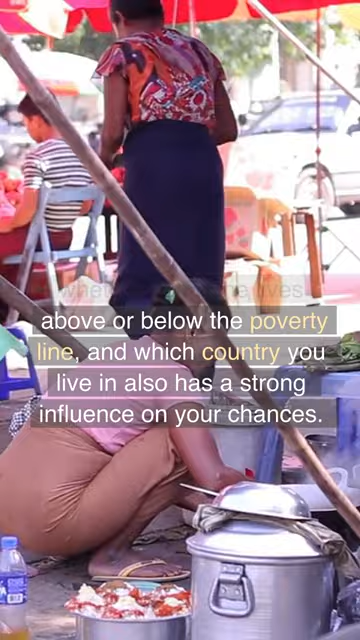 above or below the poverty
line, and which country you
live in also has a strong
influence on your chances.